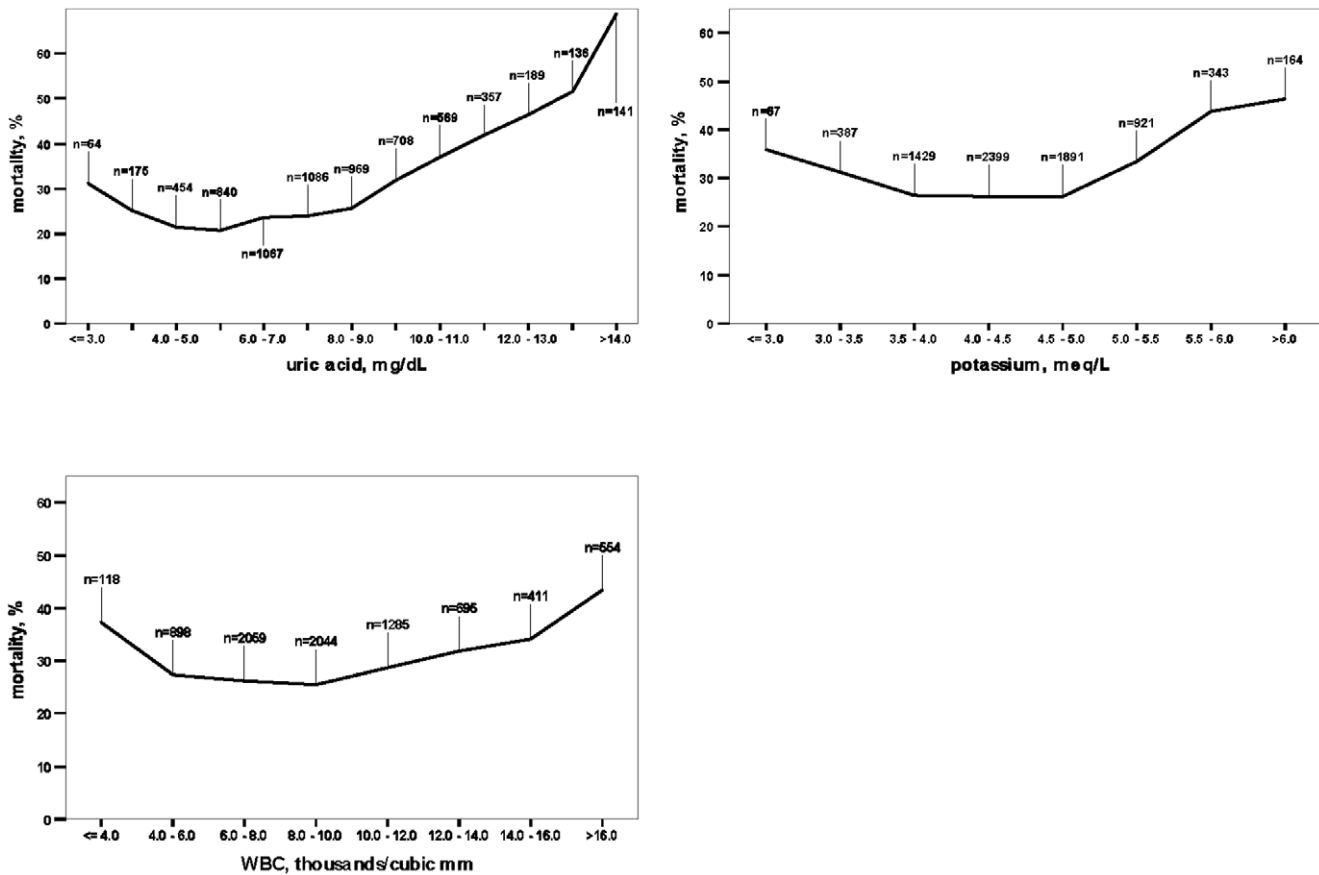 mortality, %
60
50
40
30
20
10
0
n=64
n=175
n=454
n=840
n=1067
n=1086
n=969
n=708
n=569
n=357
n=189
n=136
n=141
<= 3.0
4.0 - 5.0
6.0 - 7.0
8.0 - 9.0
10.0 - 11.0
12.0 - 13.0
>14.0
uric acid, mg/dL
mortality, %
60
50
40
30
20
10
0
n=67
n=387
n=1429
n=2399
n=1891
n=921
n=343
n=164
<= 3.0
3.0 - 3.5
3.5 - 4.0
4.0 - 4.5
4.5 - 5.0
5.0 - 5.5
5.5 - 6.0
>6.0
potassium, meq/L
mortality, %
60
50
40
30
20
10
0
n=118
n=898
n=2059
n=2044
n=1285
n=695
n=411
n=554
<= 4.0
4.0 - 6.0
6.0 - 8.0
8.0 - 10.0
10.0 - 12.0
12.0 - 14.0
14.0 - 16.0
>16.0
WBC, thousands/cubic mm